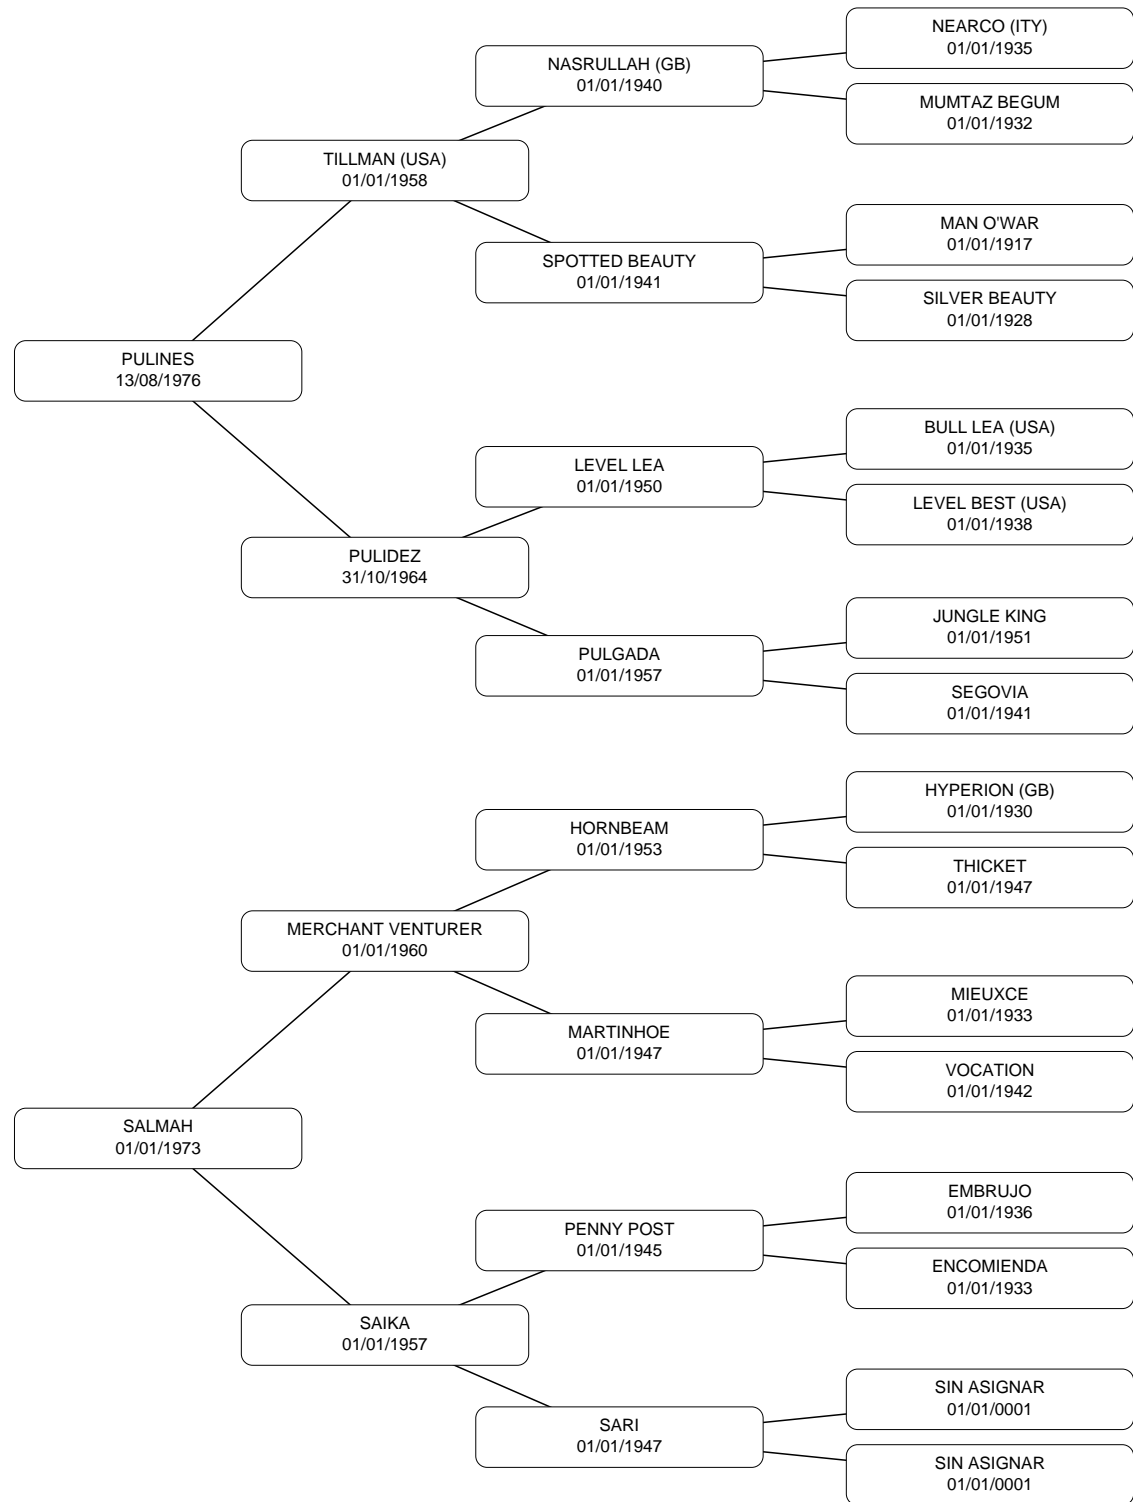 NEARCO (ITY)
01/01/1935
NASRULLAH (GB)
01/01/1940
MUMTAZ BEGUM
01/01/1932
TILLMAN (USA)
01/01/1958
MAN O'WAR
01/01/1917
SPOTTED BEAUTY
01/01/1941
SILVER BEAUTY
01/01/1928
PULINES
13/08/1976
BULL LEA (USA)
01/01/1935
LEVEL LEA
01/01/1950
LEVEL BEST (USA)
01/01/1938
PULIDEZ
31/10/1964
JUNGLE KING
01/01/1951
PULGADA
01/01/1957
SEGOVIA
01/01/1941
HYPERION (GB)
01/01/1930
HORNBEAM
01/01/1953
THICKET
01/01/1947
MERCHANT VENTURER
01/01/1960
MIEUXCE
01/01/1933
MARTINHOE
01/01/1947
VOCATION
01/01/1942
SALMAH
01/01/1973
EMBRUJO
01/01/1936
PENNY POST
01/01/1945
ENCOMIENDA
01/01/1933
SAIKA
01/01/1957
SIN ASIGNAR
01/01/0001
SARI
01/01/1947
SIN ASIGNAR
01/01/0001